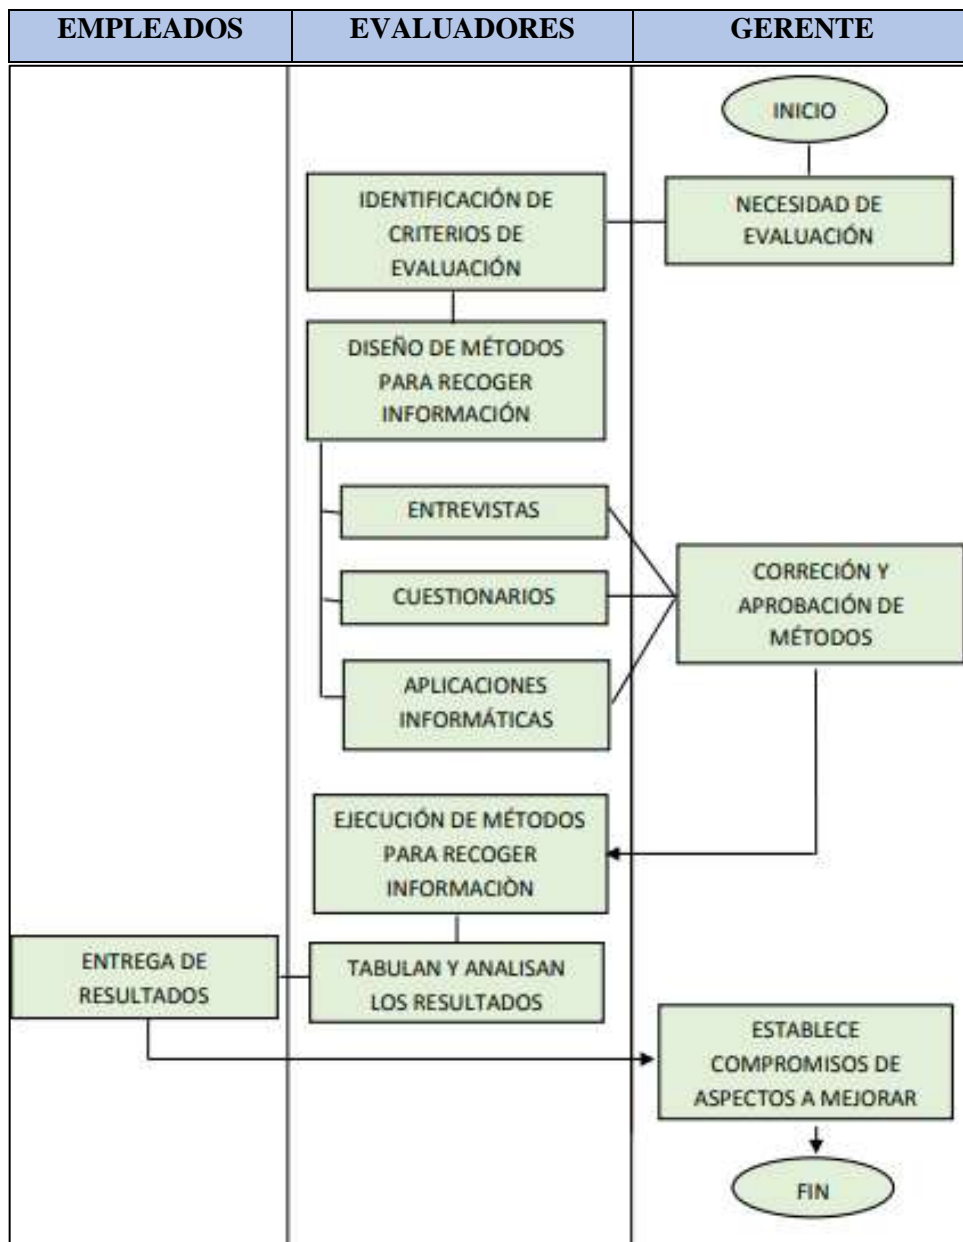 EMPLEADOS
EVALUADORES
GERENTE
INICIO
NECESIDAD DE
EVALUACIÓN
IDENTIFICACIÓN DE
CRITERIOS DE
EVALUACIÓN
DISEÑO DE MÉTODOS
PARA RECOGER
INFORMACIÓN
ENTREVISTAS
CUESTIONARIOS
APLICACIONES
INFORMÁTICAS
CORRECIÓN Y
APROBACIÓN DE
MÉTODOS
EJECUCIÓN DE MÉTODOS
PARA RECOGER
INFORMACIÒN
TABULAN Y ANALISAN
LOS RESULTADOS
ENTREGA DE
RESULTADOS
ESTABLECE
COMPROMISOS DE
ASPECTOS A MEJORAR
FIN